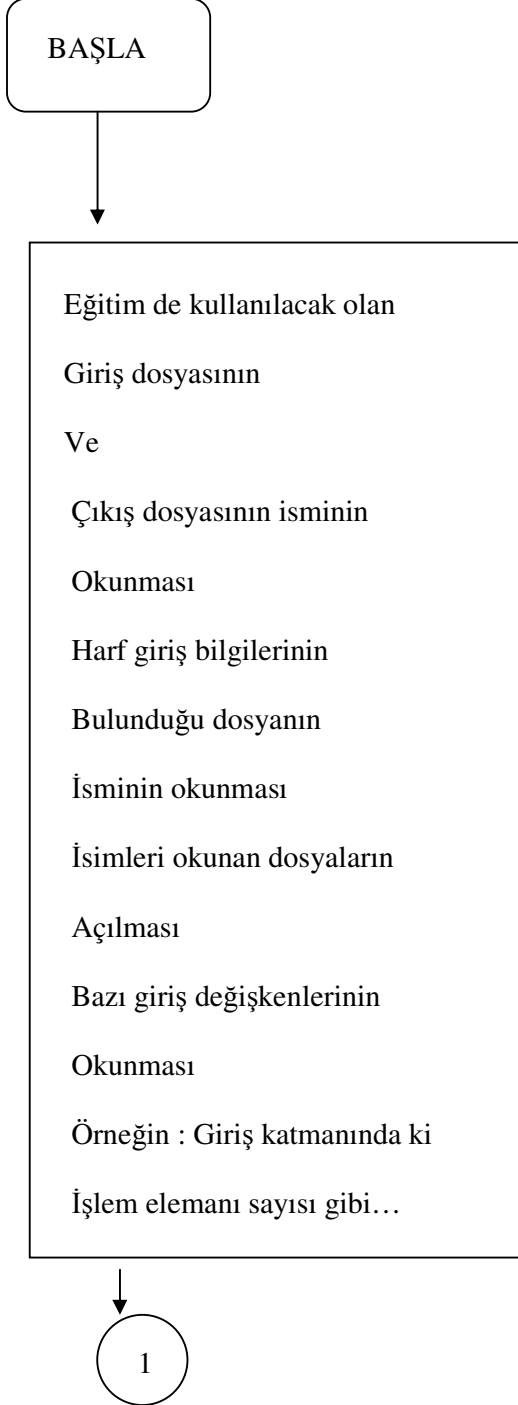 BAŞLA
Eğitim de kullanılacak olan
Giriş dosyasının
Ve
Çıkış dosyasının isminin
Okunması
Harf giriş bilgilerinin
Bulunduğu dosyanın
İsminin okunması
İsimleri okunan dosyaların
Açılması
Bazı giriş değişkenlerinin
Okunması
Örneğin : Giriş katmanında ki
İşlem elemanı sayısı gibi…
1